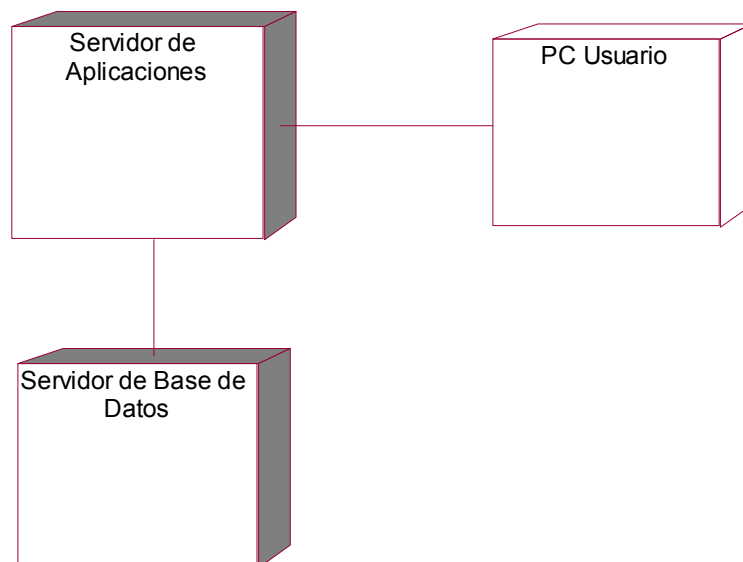 Servidor de
Aplicaciones
PC Usuario
Servidor de Base de
Datos